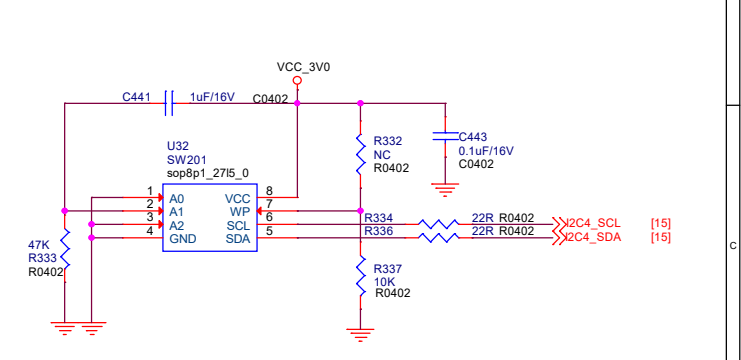 VCC_3V0
C441
1uF/16V
C0402
U32
SW201
sop8p1_27l5_0
R332
NC
R0402
C443
0.1uF/16V
C0402
1
A0
VCC
8
2
A1
WP
7
3
A2
SCL
6
4
GND
SDA
5
R334
22R
R0402
I2C4_SCL
[15]
R336
22R
R0402
I2C4_SDA
[15]
47K
R333
R0402
R337
10K
R0402
C